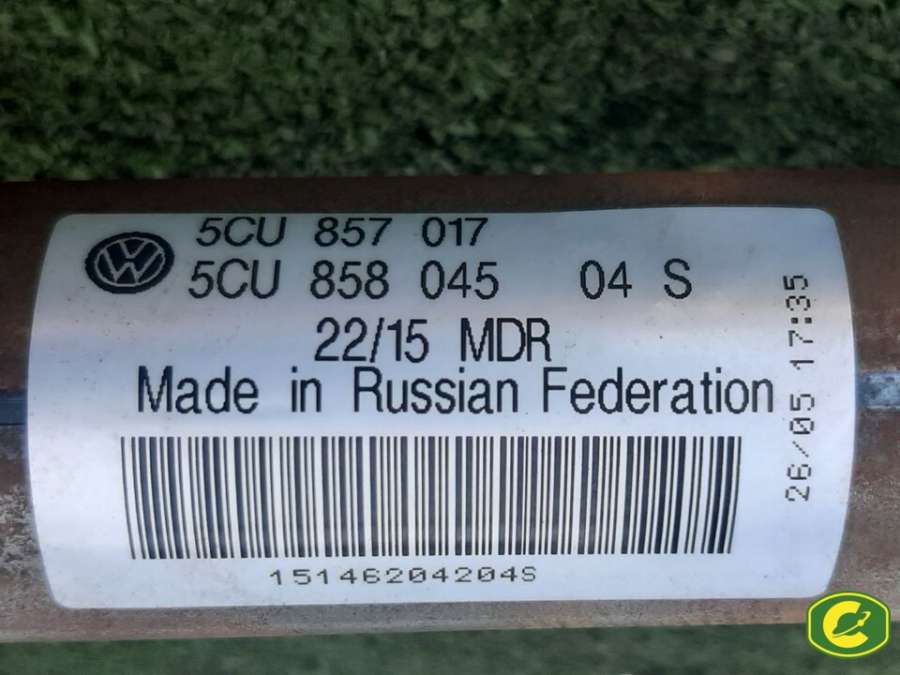 5CU 857 017
5CU 858 045 04 S
22/15 MDR
Made in Russian Federation
26/05 17:35
15146204204S